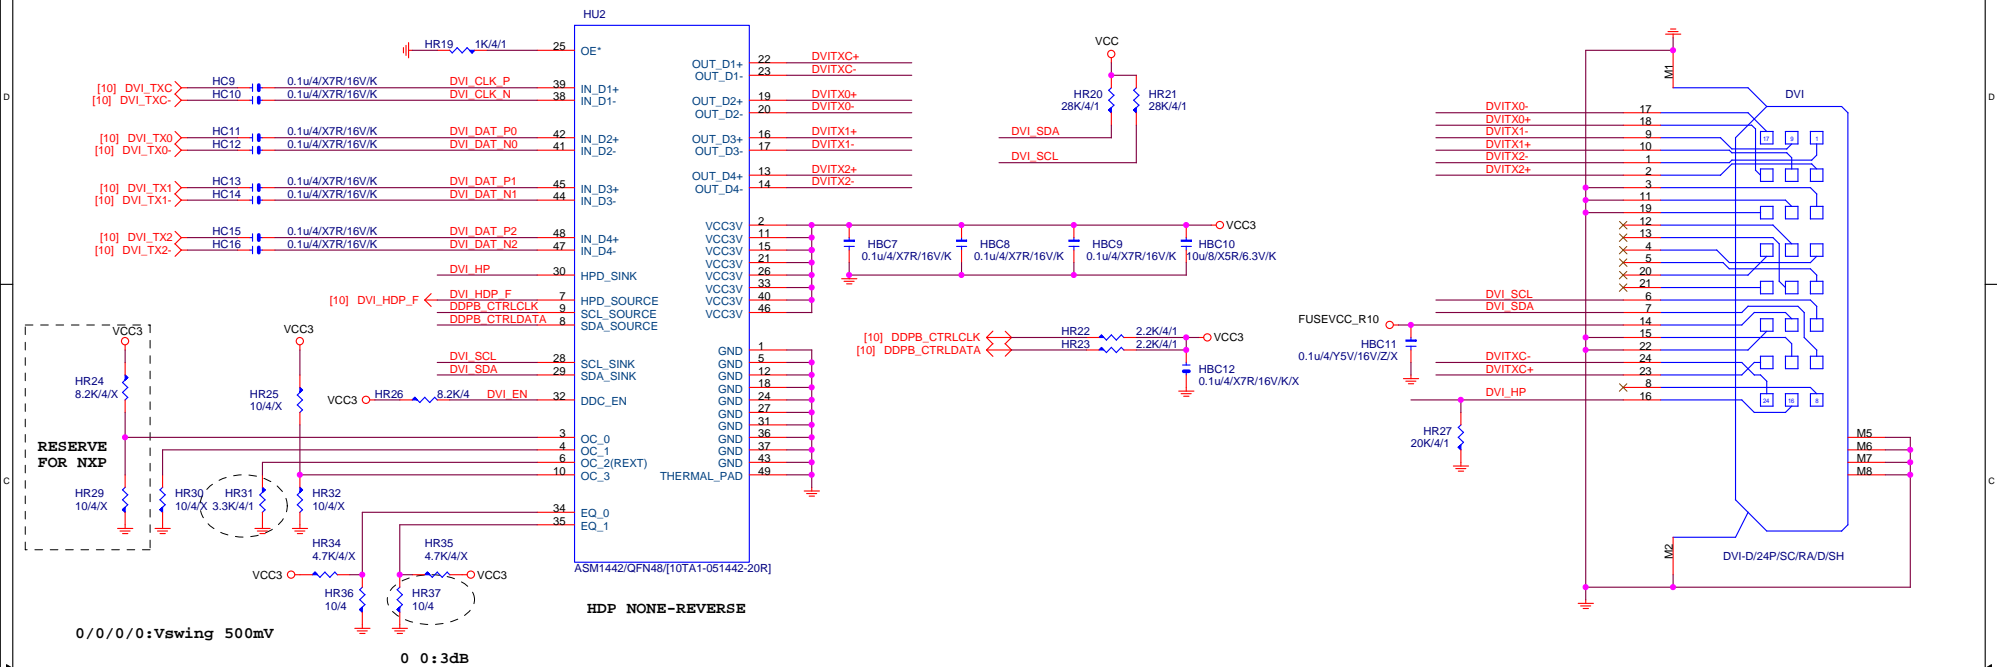 HU2
HR19 1K/4/1 25 OE*
[10] DVI_TXC HC9 0.1u/4/X7R/16V/K DVI_CLK_P 39 IN_D1+
[10] DVI_TXC- HC10 0.1u/4/X7R/16V/K DVI_CLK_N 38 IN_D1-
[10] DVI_TX0 HC11 0.1u/4/X7R/16V/K DVI_DAT_P0 42 IN_D2+
[10] DVI_TX0- HC12 0.1u/4/X7R/16V/K DVI_DAT_N0 41 IN_D2-
[10] DVI_TX1 HC13 0.1u/4/X7R/16V/K DVI_DAT_P1 45 IN_D3+
[10] DVI_TX1- HC14 0.1u/4/X7R/16V/K DVI_DAT_N1 44 IN_D3-
[10] DVI_TX2 HC15 0.1u/4/X7R/16V/K DVI_DAT_P2 48 IN_D4+
[10] DVI_TX2- HC16 0.1u/4/X7R/16V/K DVI_DAT_N2 47 IN_D4-
DVI_HP 30 HPD_SINK
[10] DVI_HDP_F DVI_HDP_F 7 HPD_SOURCE
DDPB_CTRLCLK 9 SCL_SOURCE
DDPB_CTRLDATA 8 SDA_SOURCE
DVI_SCL 28 SCL_SINK
DVI_SDA 29 SDA_SINK
VCC3 HR26 8.2K/4 DVI_EN 32 DDC_EN
3 OC_0
4 OC_1
6 OC_2(REXT)
10 OC_3
34 EQ_0
35 EQ_1
OUT_D1+ 22 DVITXC+
OUT_D1- 23 DVITXC-
OUT_D2+ 19 DVITX0+
OUT_D2- 20 DVITX0-
OUT_D3+ 16 DVITX1+
OUT_D3- 17 DVITX1-
OUT_D4+ 13 DVITX2+
OUT_D4- 14 DVITX2-
VCC3V 2
VCC3V 11
VCC3V 15
VCC3V 21
VCC3V 26
VCC3V 33
VCC3V 40
VCC3V 46
GND 1
GND 5
GND 12
GND 18
GND 24
GND 27
GND 31
GND 36
GND 37
GND 43
THERMAL_PAD 49
ASM1442/QFN48/[10TA1-051442-20R]
HDP NONE-REVERSE
VCC3
HR24
8.2K/4/X
RESERVE
FOR NXP
HR29
10/4/X
VCC3
HR25
10/4/X
HR30
10/4/X
HR31
3.3K/4/1
HR32
10/4/X
HR34
4.7K/4/X
VCC3
HR36
10/4
HR35
4.7K/4/X
VCC3
HR37
10/4
0/0/0/0:Vswing 500mV
0 0:3dB
VCC
HR20
28K/4/1
HR21
28K/4/1
DVI_SDA
DVI_SCL
VCC3
HBC7
0.1u/4/X7R/16V/K
HBC8
0.1u/4/X7R/16V/K
HBC9
0.1u/4/X7R/16V/K
HBC10
10u/8/X5R/6.3V/K
[10] DDPB_CTRLCLK HR22 2.2K/4/1 VCC3
[10] DDPB_CTRLDATA HR23 2.2K/4/1
HBC12
0.1u/4/X7R/16V/K/X
M1
DVI
DVITX0- 17
DVITX0+ 18
DVITX1- 9
DVITX1+ 10
DVITX2- 1
DVITX2+ 2
3
11
19
12
13
4
5
20
21
DVI_SCL 6
DVI_SDA 7
FUSEVCC_R10 14
15
22
DVITXC- 24
DVITXC+ 23
8
DVI_HP 16
HBC11
0.1u/4/Y5V/16V/Z/X
HR27
20K/4/1
17 9 1
24 16 8
M5
M6
M7
M8
M2
DVI-D/24P/SC/RA/D/SH
D D
C C